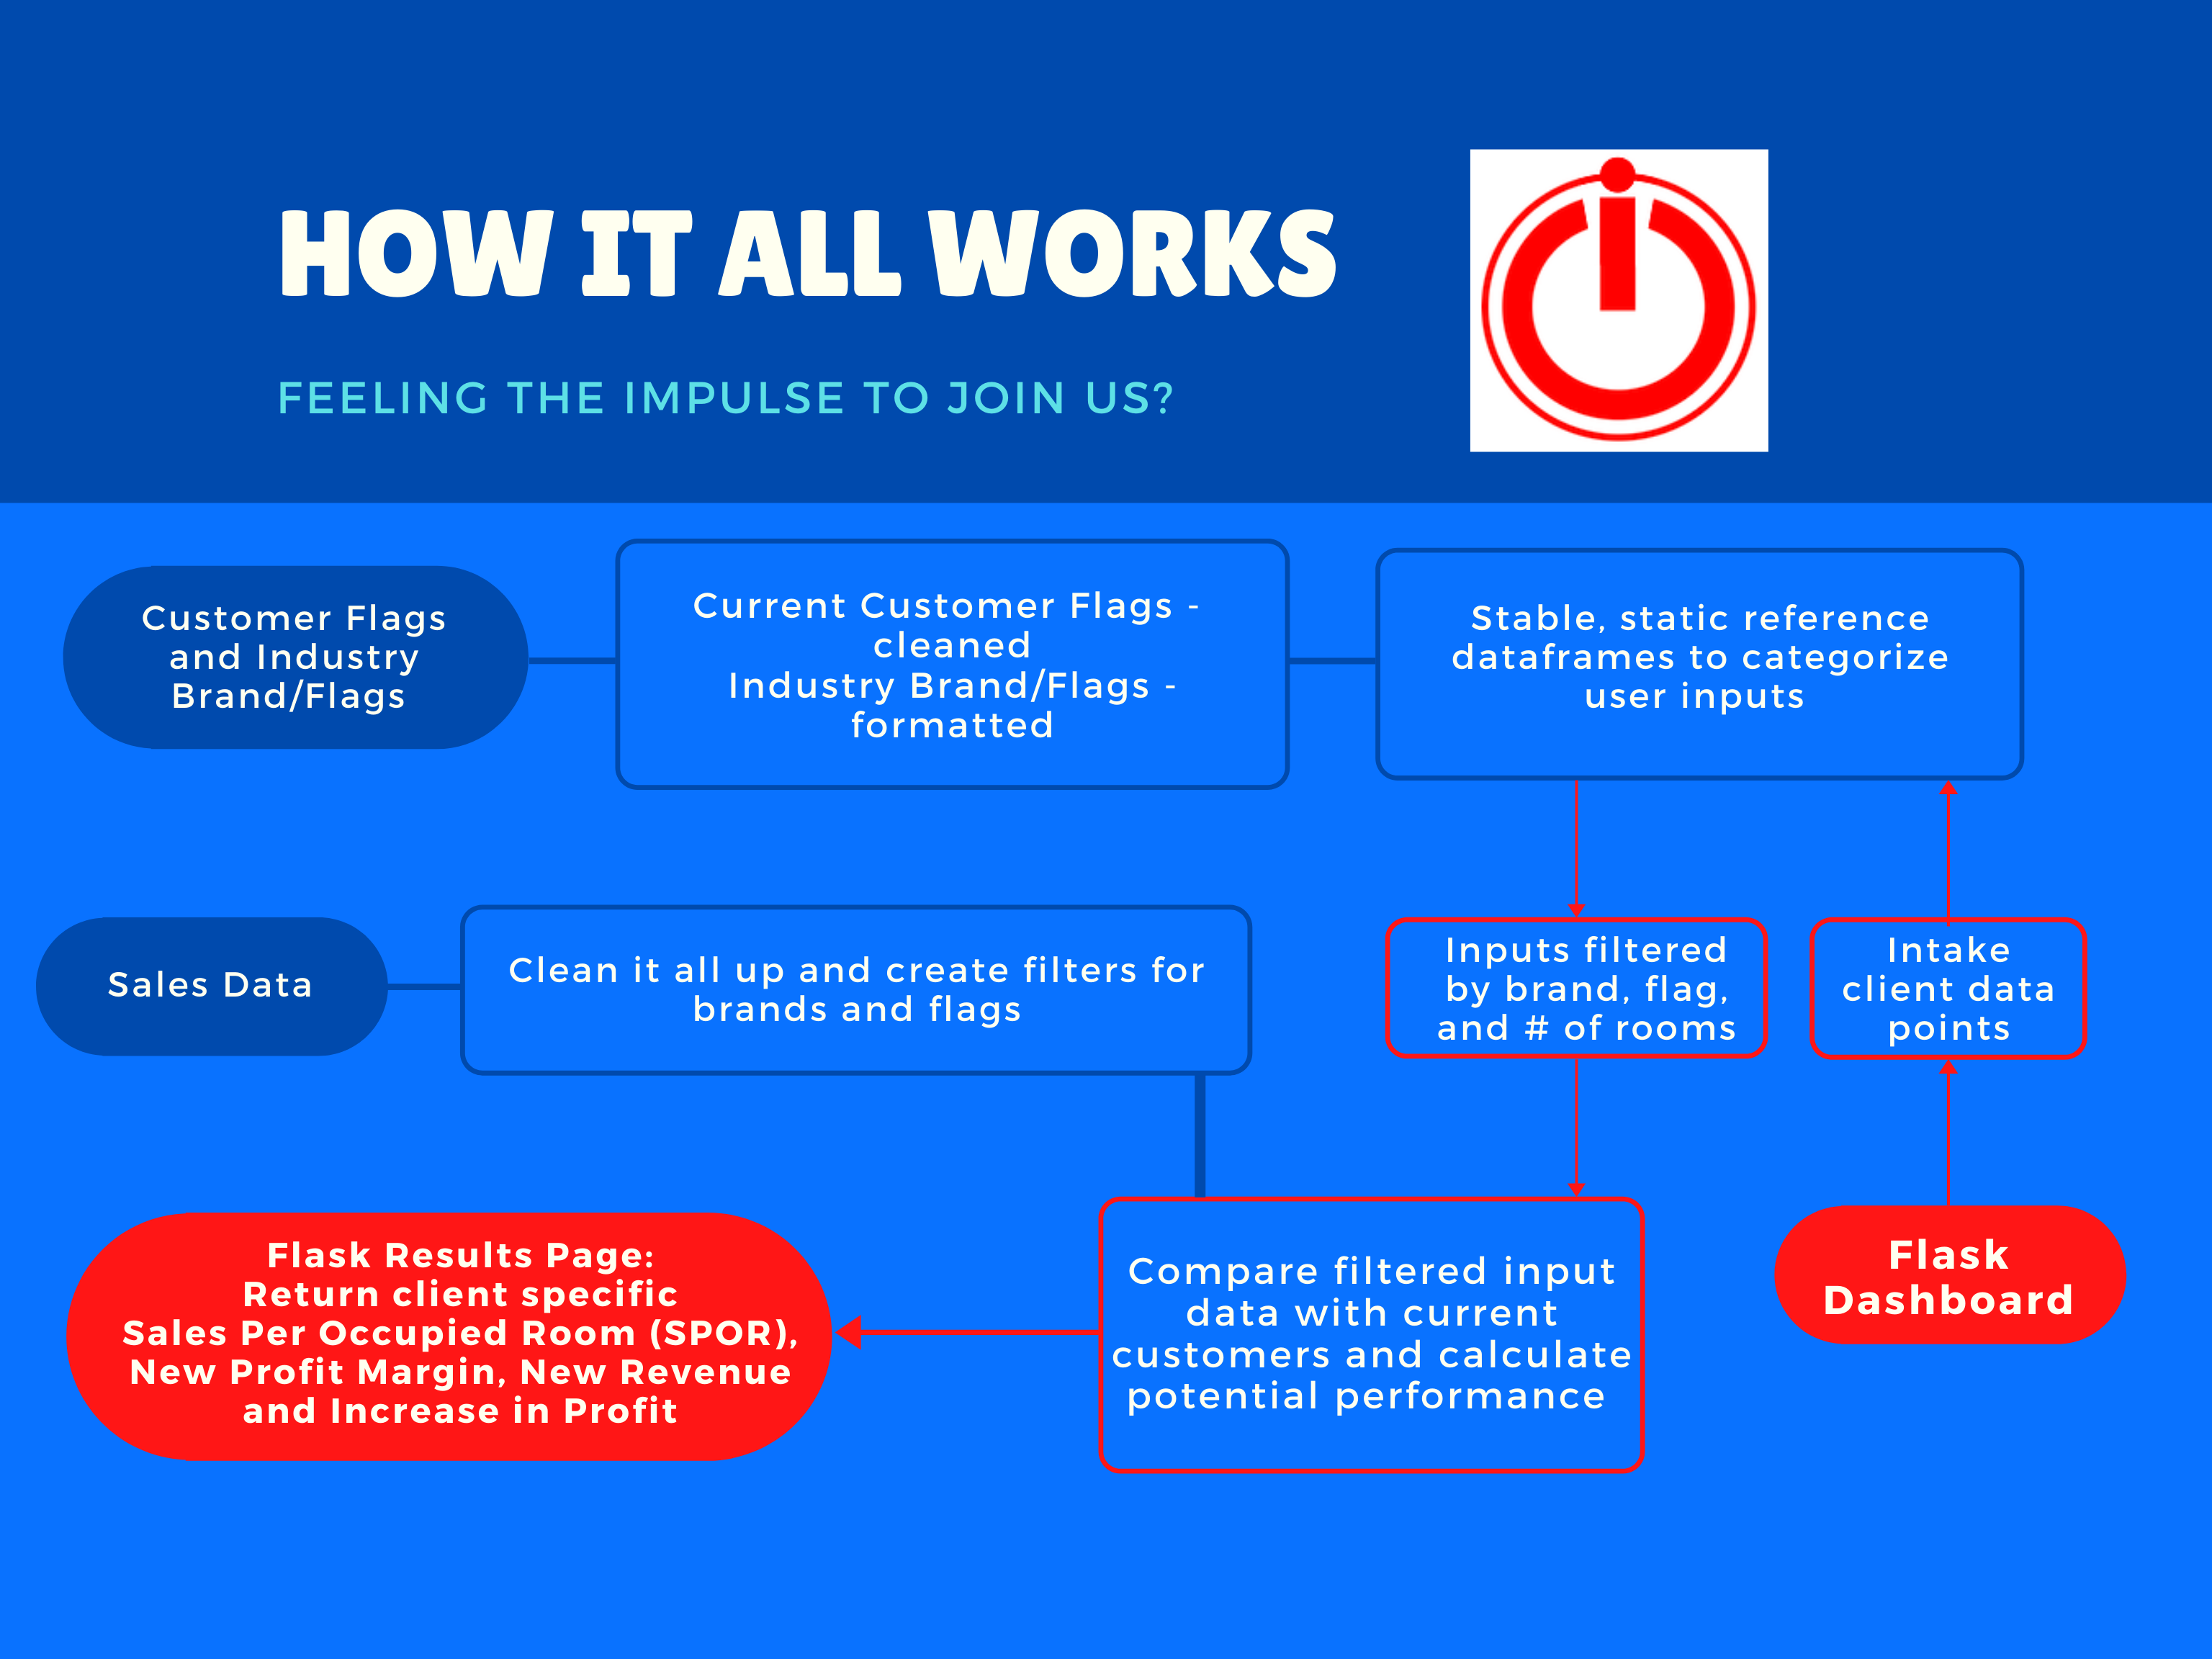 HOW IT ALL WORKS
FEELING THE IMPULSE TO JOIN US?
Customer Flags
and Industry
Brand/Flags
Current Customer Flags -
cleaned
Industry Brand/Flags -
formatted
Stable, static reference
dataframes to categorize
user inputs
Sales Data
Clean it all up and create filters for
brands and flags
Inputs filtered
by brand, flag,
and # of rooms
Intake
client data
points
Flask Results Page:
Return client specific
Sales Per Occupied Room (SPOR),
New Profit Margin, New Revenue
and Increase in Profit
Compare filtered input
data with current
customers and calculate
potential performance
Flask
Dashboard